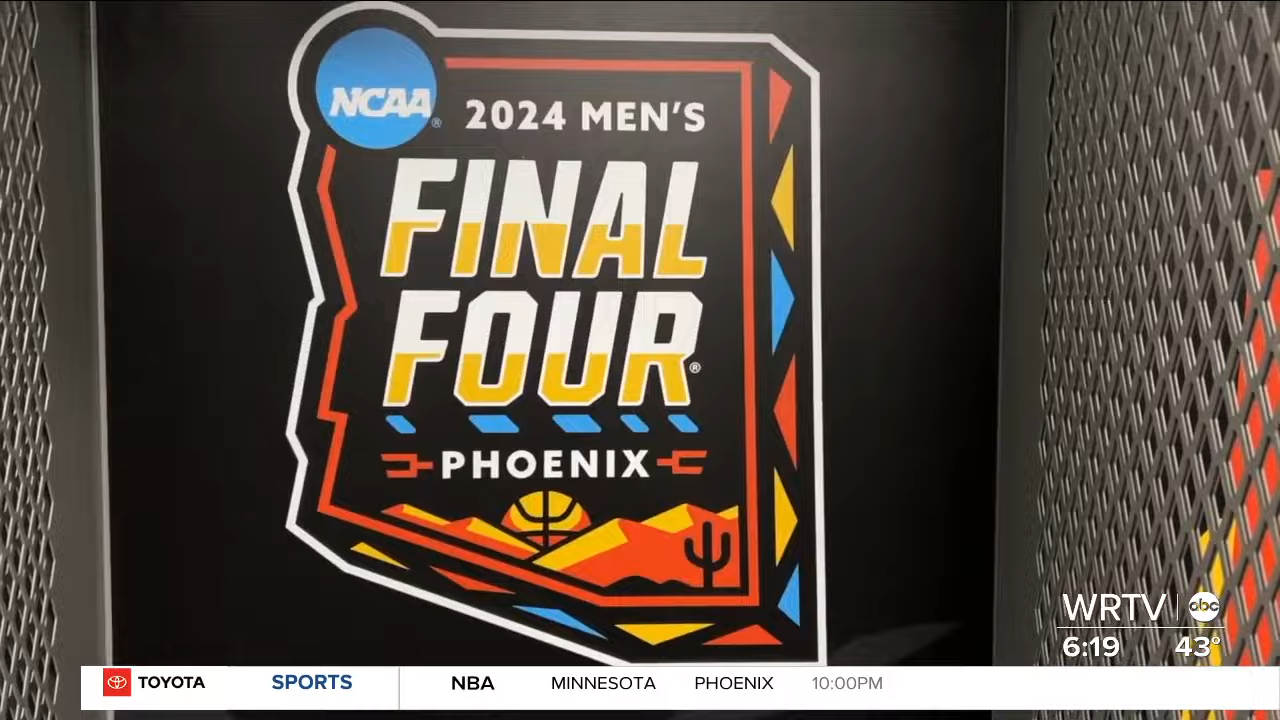 NCAA ®
2024 MEN'S
FINAL
FOUR®
PHOENIX
WRTV abc
6:19 43°
TOYOTA SPORTS NBA MINNESOTA PHOENIX 10:00PM